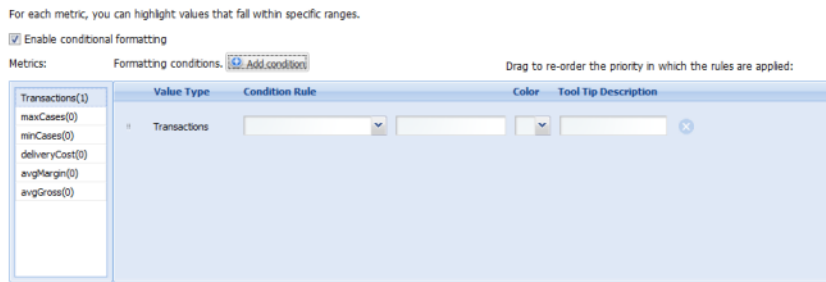 For each metric, you can highlight values that fall within specific ranges.
Enable conditional formatting
Metrics: Formatting conditions. Add condition Drag to re-order the priority in which the rules are applied:
Value Type Condition Rule Color Tool Tip Description
Transactions(1)
Transactions
maxCases(0)
minCases(0)
deliveryCost(0)
avgMargin(0)
avgGross(0)